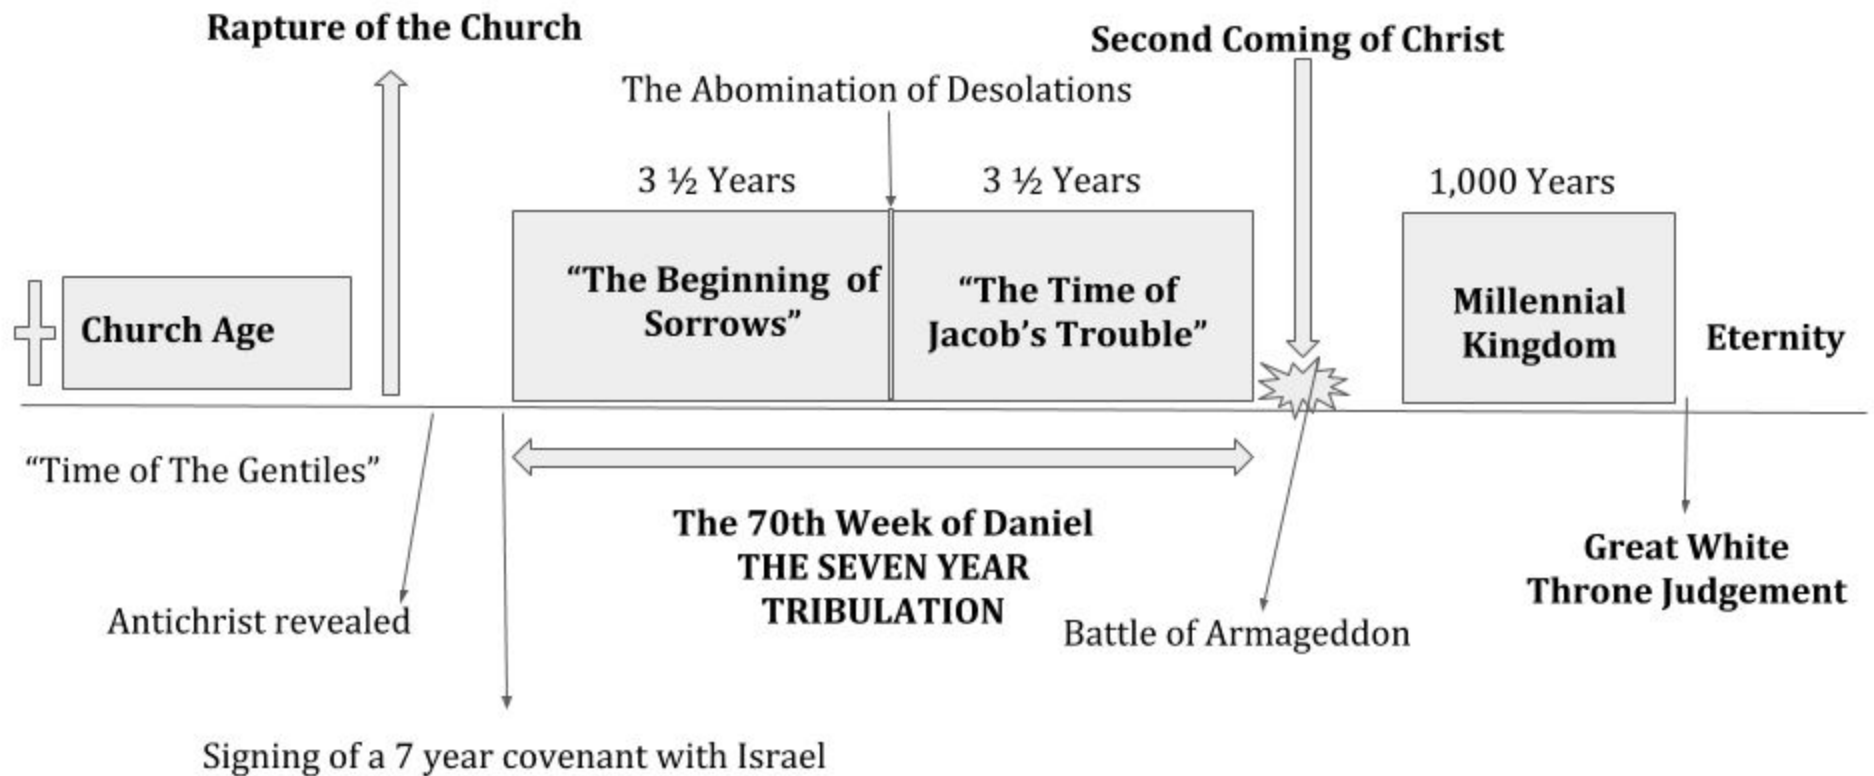 Rapture of the Church
Second Coming of Christ
The Abomination of Desolations
3 ½ Years
3 ½ Years
1,000 Years
Church Age
“The Beginning of
Sorrows”
“The Time of
Jacob’s Trouble”
Millennial
Kingdom
Eternity
“Time of The Gentiles”
The 70th Week of Daniel
THE SEVEN YEAR
TRIBULATION
Great White
Throne Judgement
Antichrist revealed
Battle of Armageddon
Signing of a 7 year covenant with Israel